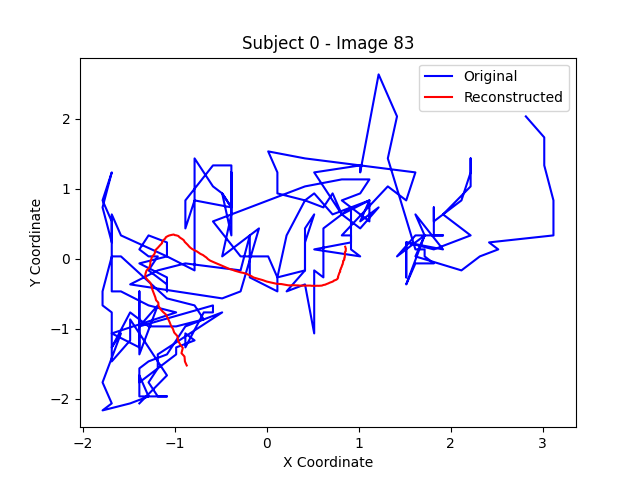 Subject 0 - Image 83
Original
Reconstructed
Y Coordinate
2
1
0
−1
−2
−2
−1
0
1
2
3
X Coordinate